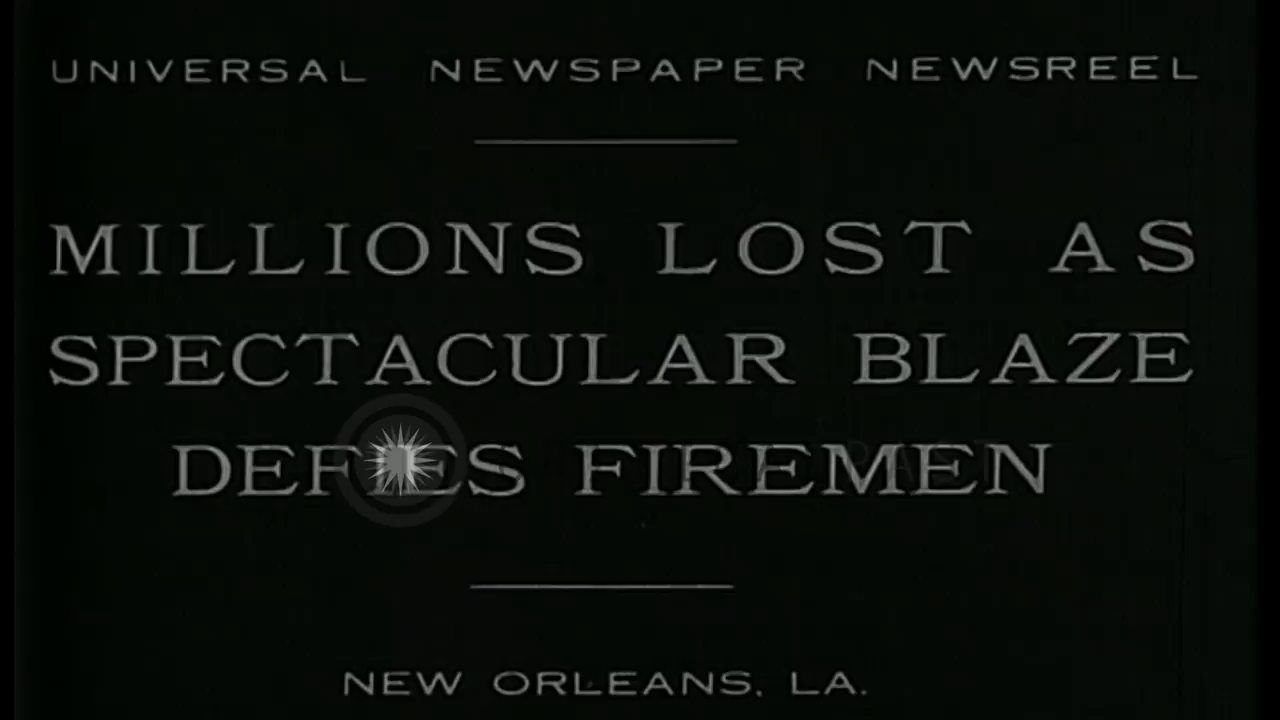 UNIVERSAL NEWSPAPER NEWSREEL
MILLIONS LOST AS
SPECTACULAR BLAZE
DEFIES FIREMEN
NEW ORLEANS, LA.